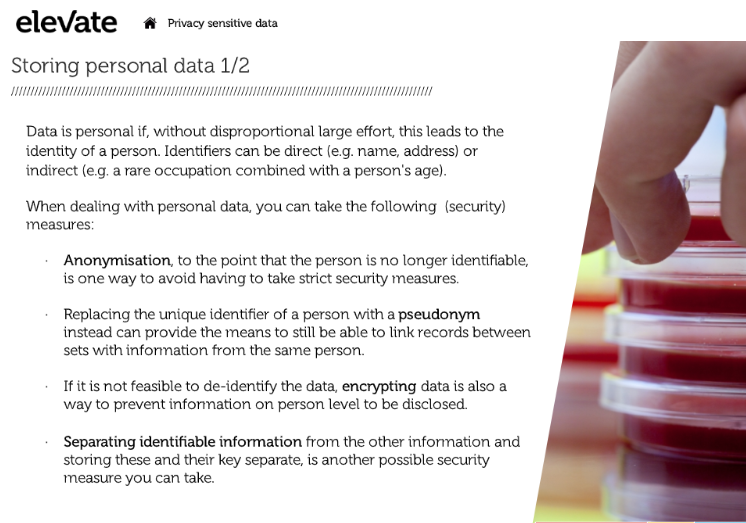 elevate
Privacy sensitive data
Storing personal data 1/2
Data is personal if, without disproportional large effort, this leads to the
identity of a person. Identifiers can be direct (e.g. name, address) or
indirect (e.g. a rare occupation combined with a person's age).
When dealing with personal data, you can take the following  (security)
measures:
· Anonymisation, to the point that the person is no longer identifiable,
is one way to avoid having to take strict security measures.
· Replacing the unique identifier of a person with a pseudonym
instead can provide the means to still be able to link records between
sets with information from the same person.
· If it is not feasible to de-identify the data, encrypting data is also a
way to prevent information on person level to be disclosed.
· Separating identifiable information from the other information and
storing these and their key separate, is another possible security
measure you can take.